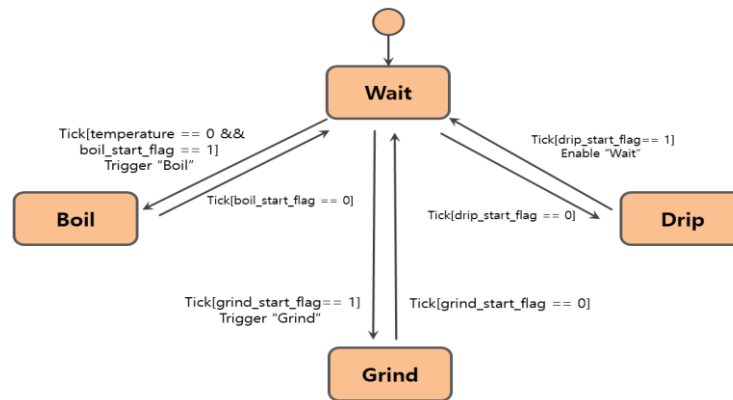 Wait
Tick[temperature == 0 &&
boil_start_flag == 1]
Trigger "Boil"
Tick[drip_start_flag== 1]
Enable "Wait"
Tick[boil_start_flag == 0]
Tick[drip_start_flag == 0]
Boil
Drip
Tick[grind_start_flag== 1]
Trigger "Grind"
Tick[grind_start_flag == 0]
Grind